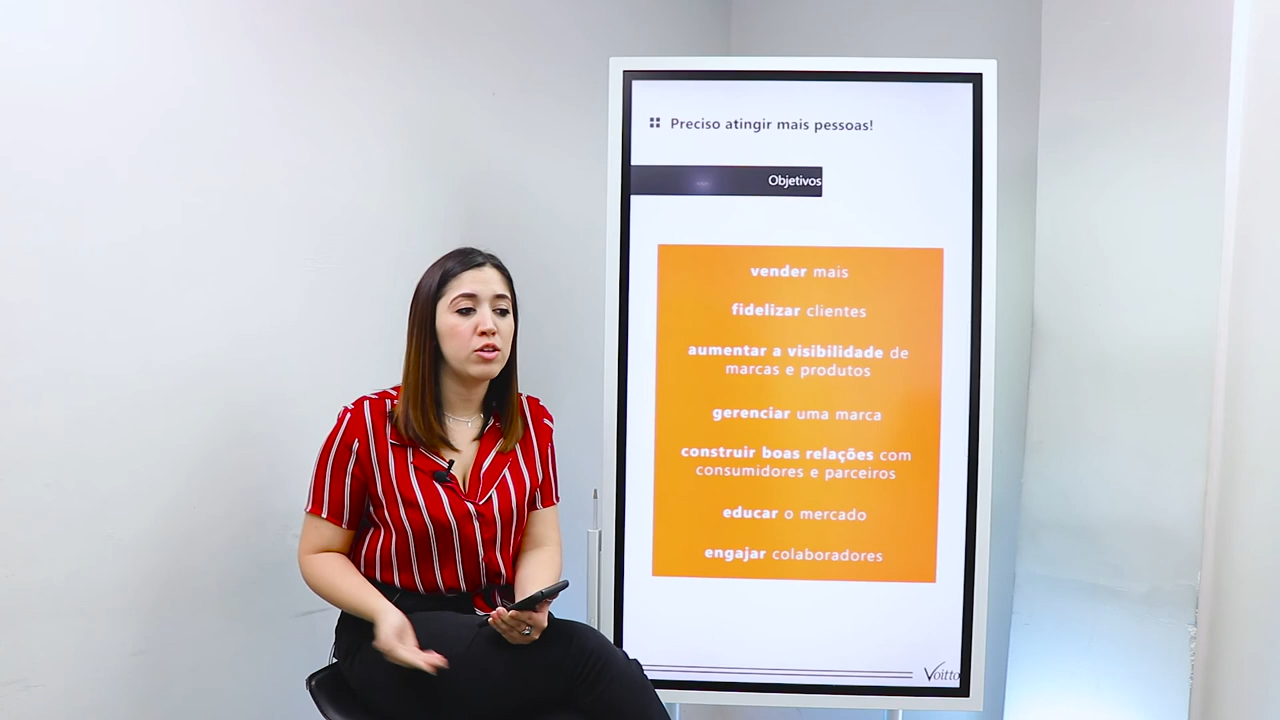 Preciso atingir mais pessoas!
Objetivos
vender mais
fidelizar clientes
aumentar a visibilidade de
marcas e produtos
gerenciar uma marca
construir boas relações com
consumidores e parceiros
educar o mercado
engajar colaboradores
Voitto